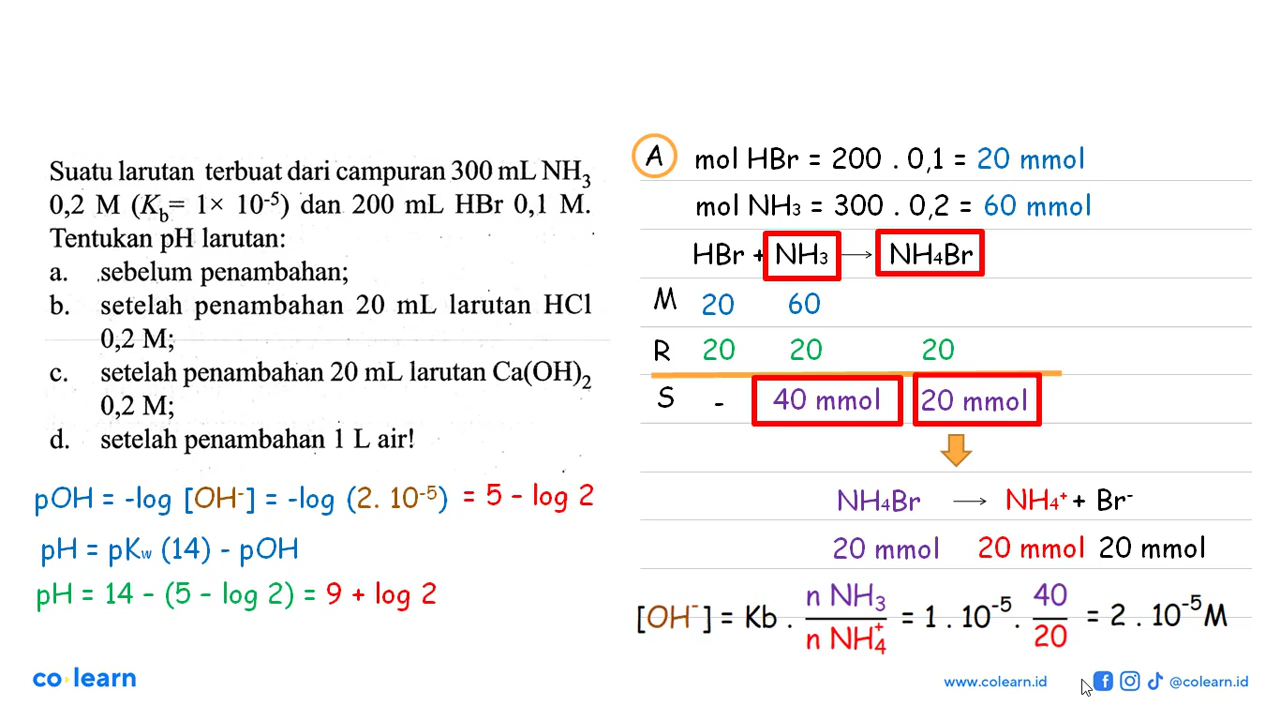 Suatu larutan terbuat dari campuran 300 mL NH₃
0,2 M (K_b= 1× 10⁻⁵) dan 200 mL HBr 0,1 M.
Tentukan pH larutan:
a. sebelum penambahan;
b. setelah penambahan 20 mL larutan HCl
0,2 M;
c. setelah penambahan 20 mL larutan Ca(OH)₂
0,2 M;
d. setelah penambahan 1 L air!
pOH = -log [OH⁻] = -log (2. 10⁻⁵) = 5 – log 2
pH = pKw (14) - pOH
pH = 14 – (5 – log 2) = 9 + log 2
A mol HBr = 200 . 0,1 = 20 mmol
mol NH₃ = 300 . 0,2 = 60 mmol
HBr + NH₃ → NH₄Br
M 20 60
R 20 20 20
S - 40 mmol 20 mmol
NH₄Br → NH₄⁺ + Br⁻
20 mmol 20 mmol 20 mmol
[OH⁻] = Kb . n NH₃ / n NH₄⁺ = 1 . 10⁻⁵ . 40 / 20 = 2 . 10⁻⁵ M
co learn
www.colearn.id @colearn.id